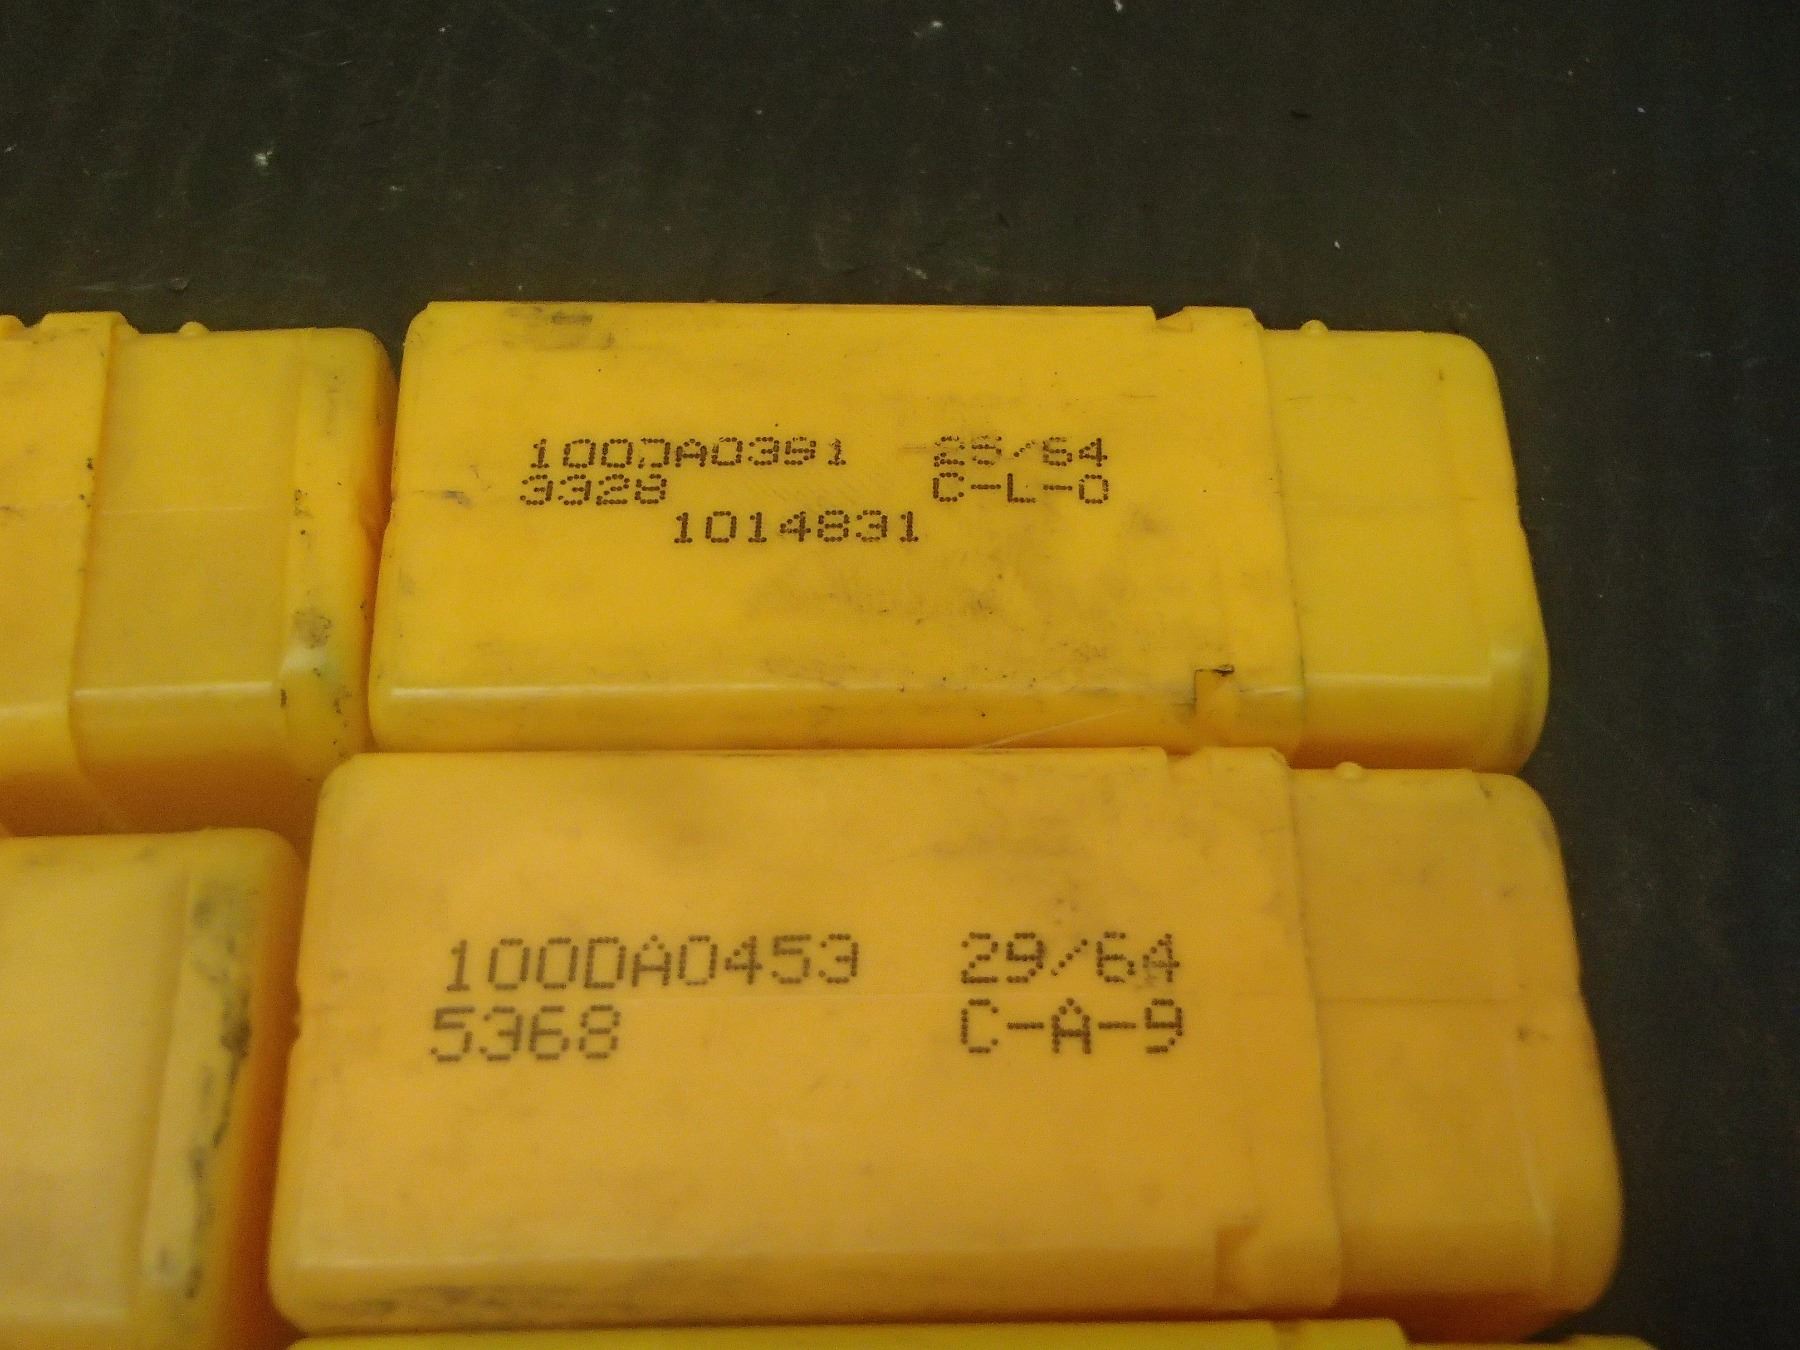 100DA0391 25/64
3328 C-L-0
1014831
100DA0453 29/64
5368 C-A-9